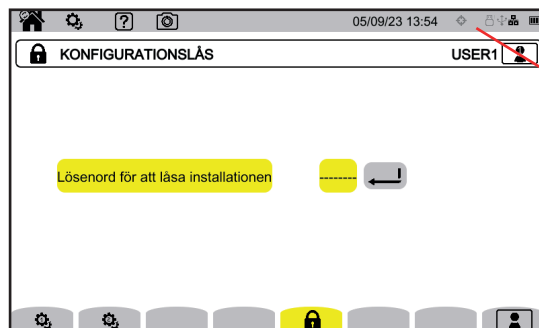 05/09/23 13:54
KONFIGURATIONSLÅS
USER1
Lösenord för att låsa installationen
--------